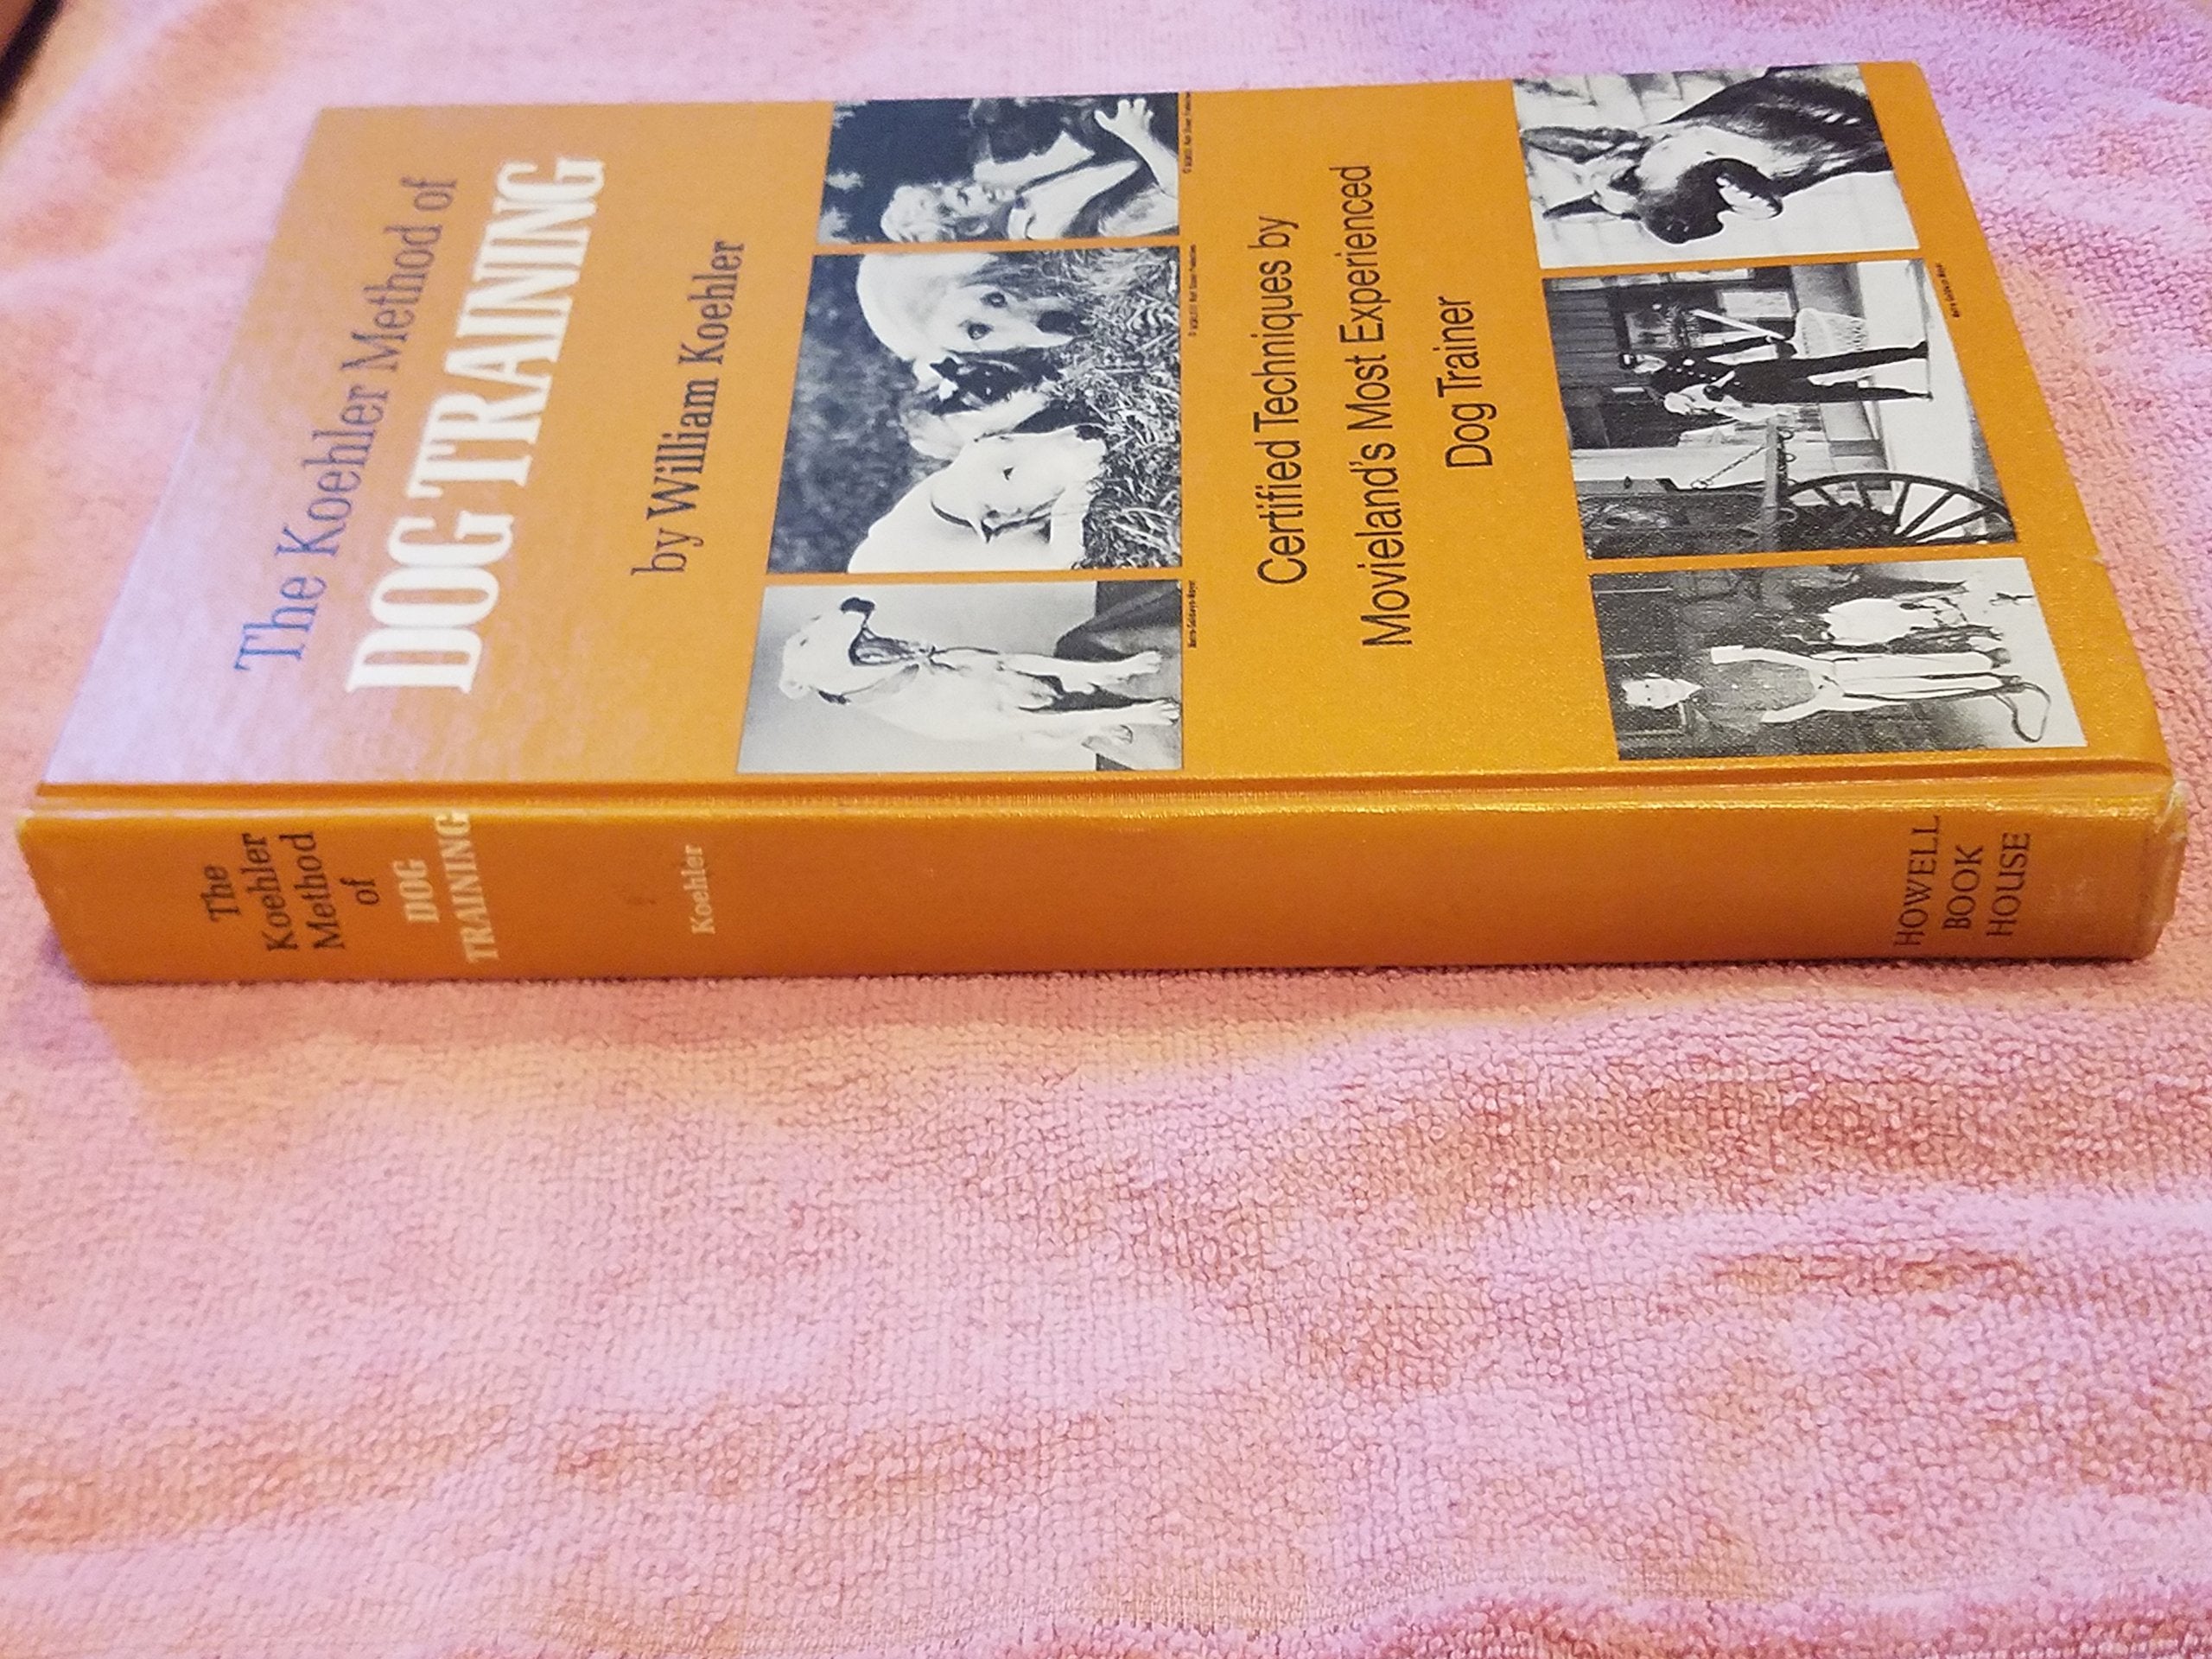 The Koehler Method of
DOG TRAINING
by William Koehler
Certified Techniques by
Movieland's Most Experienced
Dog Trainer
The
Koehler
Method
of
DOG
TRAINING
Koehler
HOWELL
BOOK
HOUSE